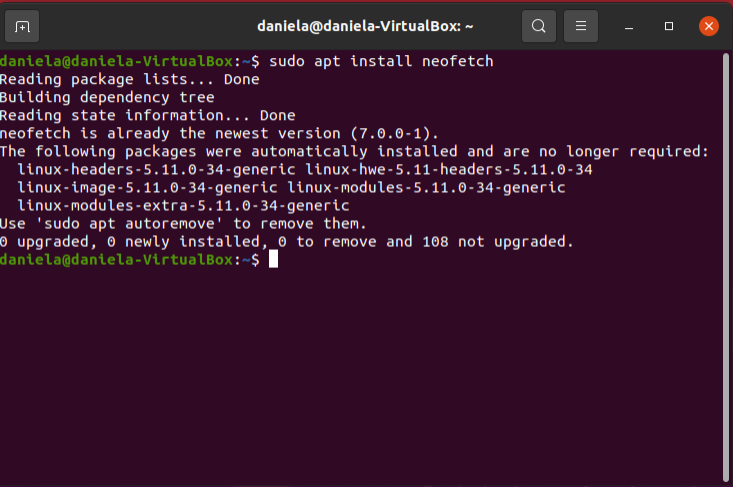 daniela@daniela-VirtualBox: ~
daniela@daniela-VirtualBox:~$ sudo apt install neofetch
Reading package lists... Done
Building dependency tree
Reading state information... Done
neofetch is already the newest version (7.0.0-1).
The following packages were automatically installed and are no longer required:
  linux-headers-5.11.0-34-generic linux-hwe-5.11-headers-5.11.0-34
  linux-image-5.11.0-34-generic linux-modules-5.11.0-34-generic
  linux-modules-extra-5.11.0-34-generic
Use 'sudo apt autoremove' to remove them.
0 upgraded, 0 newly installed, 0 to remove and 108 not upgraded.
daniela@daniela-VirtualBox:~$